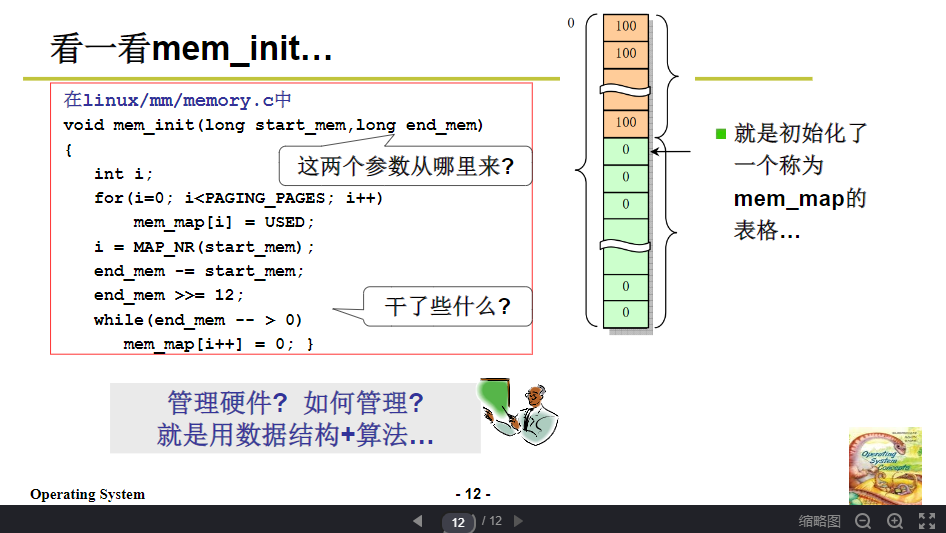 看一看mem_init…
在linux/mm/memory.c中
void mem_init(long start_mem,long end_mem)
{
这两个参数从哪里来?
int i;
for(i=0; i<PAGING_PAGES; i++)
mem_map[i] = USED;
i = MAP_NR(start_mem);
end_mem -= start_mem;
end_mem >>= 12;
干了些什么?
while(end_mem -- > 0)
mem_map[i++] = 0; }
0
100
100
100
0
0
0
0
0
就是初始化了
一个称为
mem_map的
表格…
管理硬件? 如何管理?
就是用数据结构+算法…
Operating
System
Concepts
Operating System
- 12 -
12 / 12
缩略图